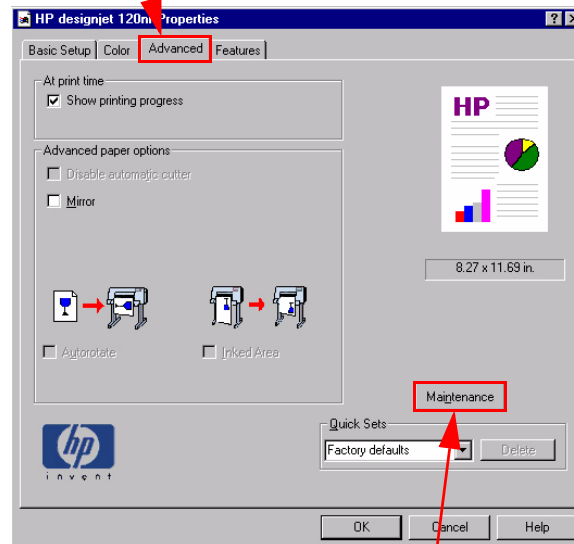 HP designjet 120nr Properties
Basic Setup Color Advanced Features
At print time
Show printing progress
HP
Advanced paper options
Disable automatic cutter
Mirror
8.27 x 11.69 in.
Autorotate Inked Area
Maintenance
Quick Sets
Factory defaults Delete
hp
invent
OK Cancel Help